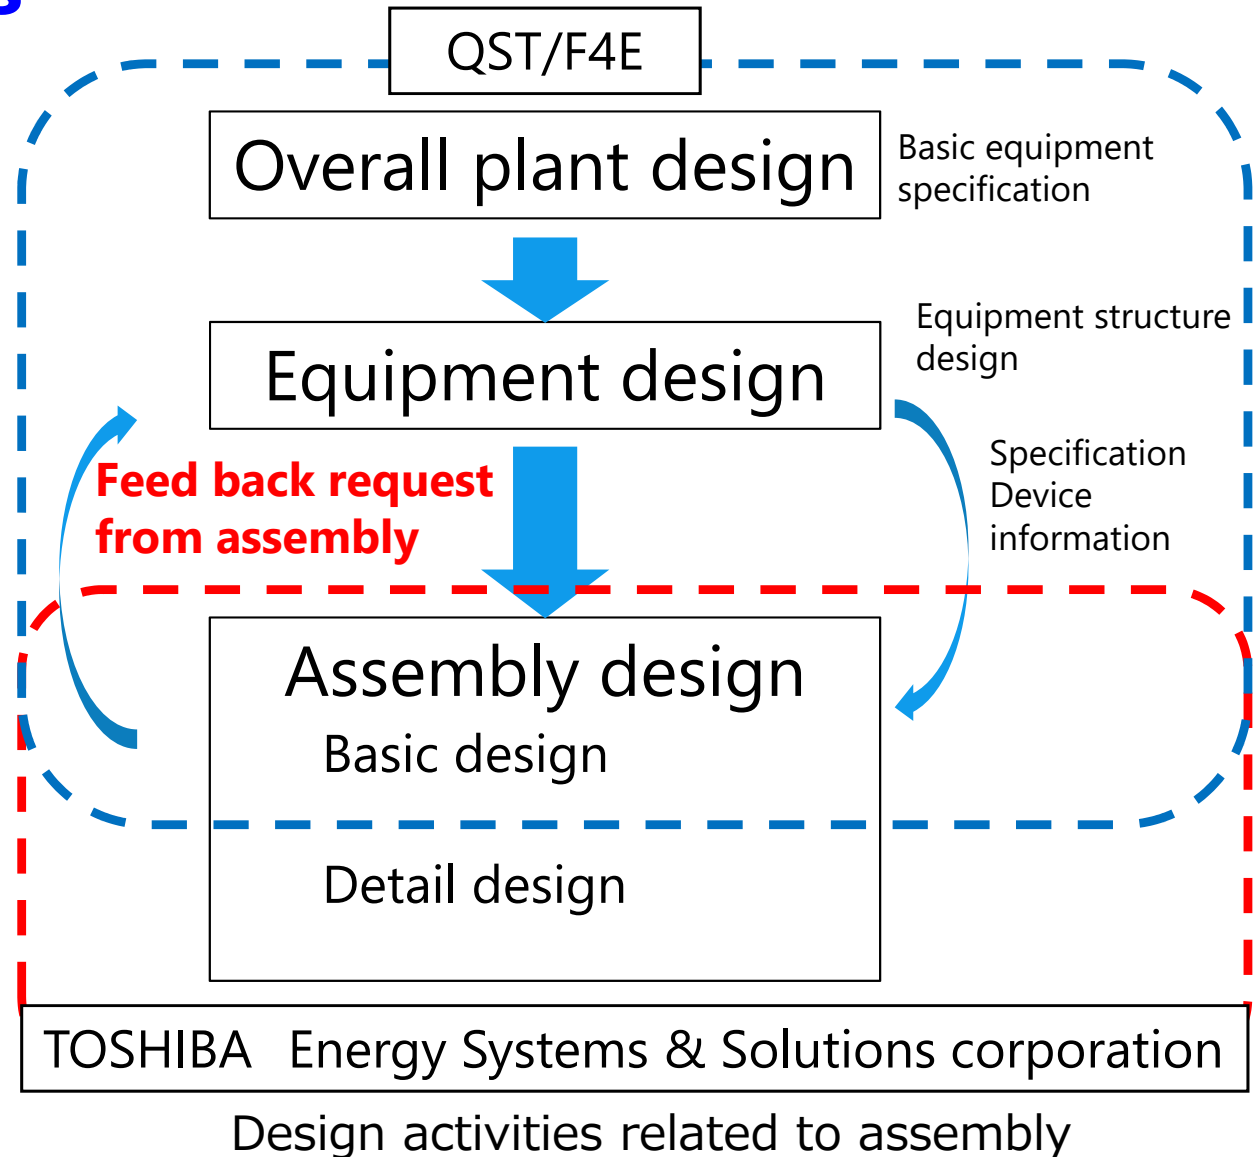 QST/F4E
Overall plant design
Basic equipment
specification
Equipment structure
design
Equipment design
Specification
Device
information
Feed back request
from assembly
Assembly design
Basic design
Detail design
TOSHIBA Energy Systems & Solutions corporation
Design activities related to assembly